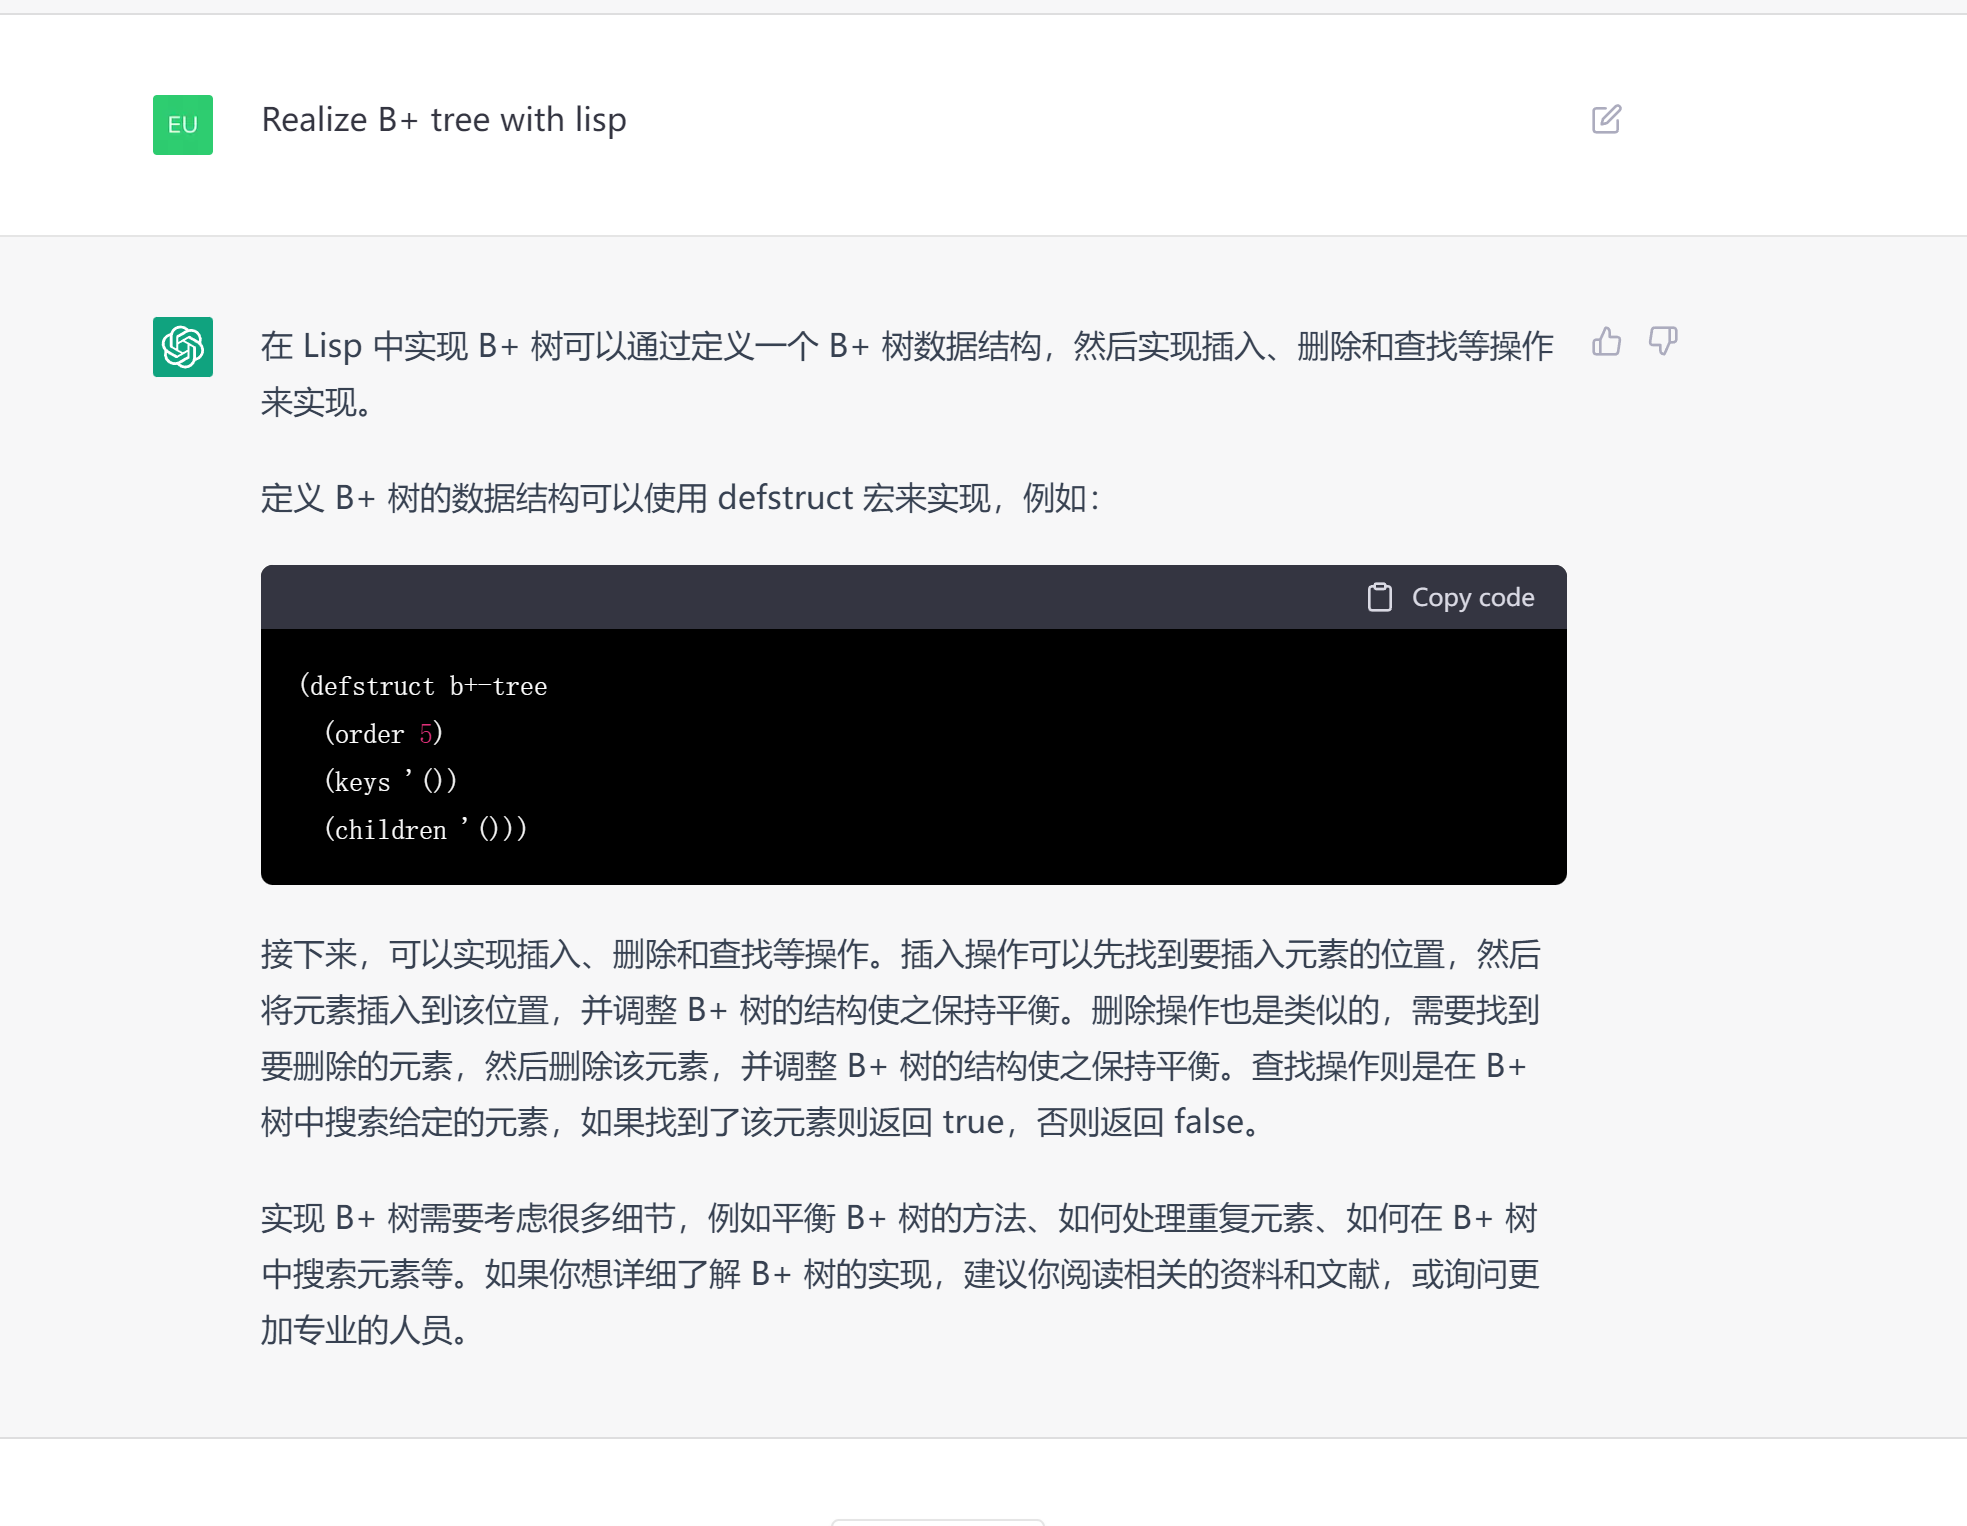 EU
Realize B+ tree with lisp
在 Lisp 中实现 B+ 树可以通过定义一个 B+ 树数据结构，然后实现插入、删除和查找等操作
来实现。
定义 B+ 树的数据结构可以使用 defstruct 宏来实现，例如：
Copy code
(defstruct b+-tree
  (order 5)
  (keys '())
  (children '()))
接下来，可以实现插入、删除和查找等操作。插入操作可以先找到要插入元素的位置，然后
将元素插入到该位置，并调整 B+ 树的结构使之保持平衡。删除操作也是类似的，需要找到
要删除的元素，然后删除该元素，并调整 B+ 树的结构使之保持平衡。查找操作则是在 B+
树中搜索给定的元素，如果找到了该元素则返回 true，否则返回 false。
实现 B+ 树需要考虑很多细节，例如平衡 B+ 树的方法、如何处理重复元素、如何在 B+ 树
中搜索元素等。如果你想详细了解 B+ 树的实现，建议你阅读相关的资料和文献，或询问更
加专业的人员。